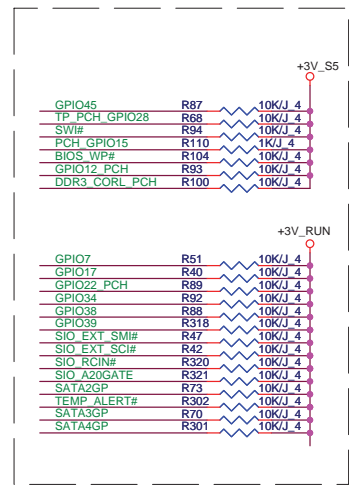 +3V_S5
GPIO45 R87 10K/J_4
TP_PCH_GPIO28 R68 10K/J_4
SWI# R94 10K/J_4
PCH_GPIO15 R110 1K/J_4
BIOS_WP# R104 10K/J_4
GPIO12_PCH R93 10K/J_4
DDR3_CORL_PCH R100 10K/J_4
+3V_RUN
GPIO7 R51 10K/J_4
GPIO17 R40 10K/J_4
GPIO22_PCH R89 10K/J_4
GPIO34 R92 10K/J_4
GPIO38 R88 10K/J_4
GPIO39 R318 10K/J_4
SIO_EXT_SMI# R47 10K/J_4
SIO_EXT_SCI# R42 10K/J_4
SIO_RCIN# R320 10K/J_4
SIO_A20GATE R321 10K/J_4
SATA2GP R73 10K/J_4
TEMP_ALERT# R302 10K/J_4
SATA3GP R70 10K/J_4
SATA4GP R301 10K/J_4